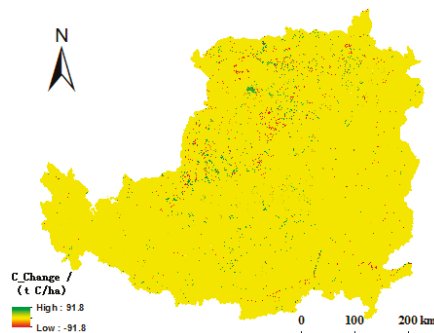 N
C_Change /
(t C/ha)
High : 91.8
Low : -91.8
0 100 200 km